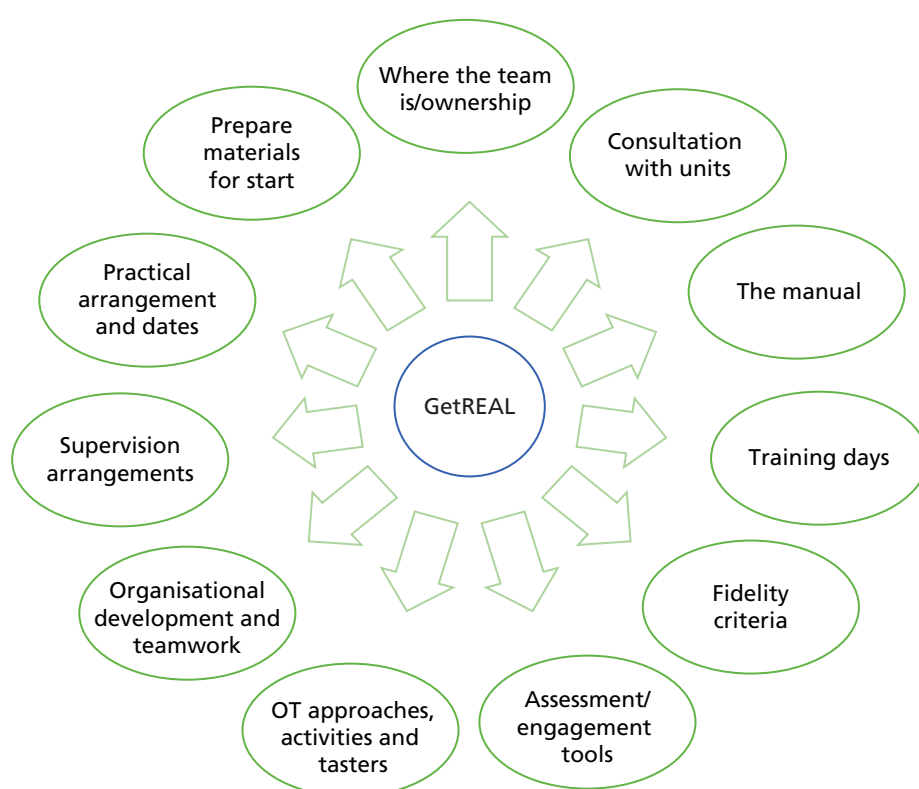 Where the team
is/ownership
Consultation
with units
The manual
Training days
Fidelity
criteria
Assessment/
engagement
tools
OT approaches,
activities and
tasters
Organisational
development and
teamwork
Supervision
arrangements
Practical
arrangement
and dates
Prepare
materials
for start
GetREAL